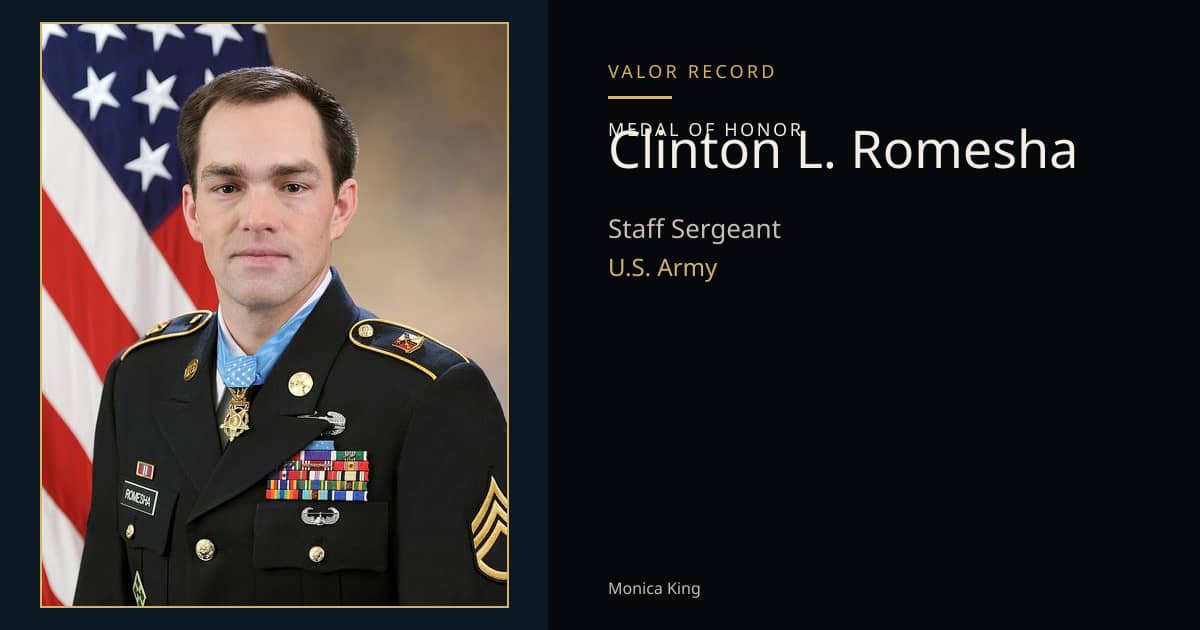 VALOR RECORD
MEDAL OF HONOR
Clinton L. Romesha
Staff Sergeant
U.S. Army
ROMESHA
Monica King